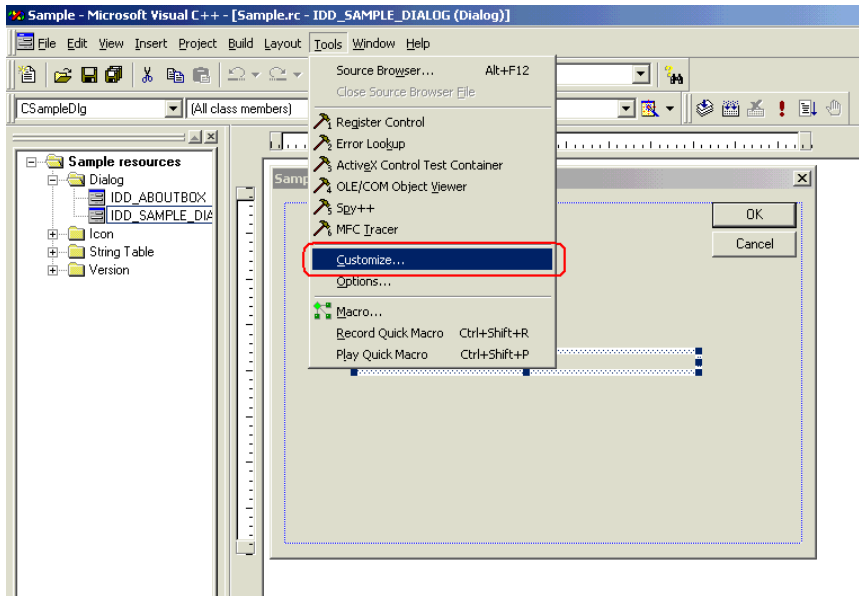 Sample - Microsoft Visual C++ - [Sample.rc - IDD_SAMPLE_DIALOG (Dialog)]
File Edit View Insert Project Build Layout Tools Window Help
CSampleDlg
(All class members)
Source Browser... Alt+F12
Close Source Browser File
Register Control
Error Lookup
ActiveX Control Test Container
OLE/COM Object Viewer
Spy++
MFC Tracer
Customize...
Options...
Macro...
Record Quick Macro Ctrl+Shift+R
Play Quick Macro Ctrl+Shift+P
Sample resources
Dialog
IDD_ABOUTBOX
IDD_SAMPLE_DIA
Icon
String Table
Version
Samp
OK
Cancel